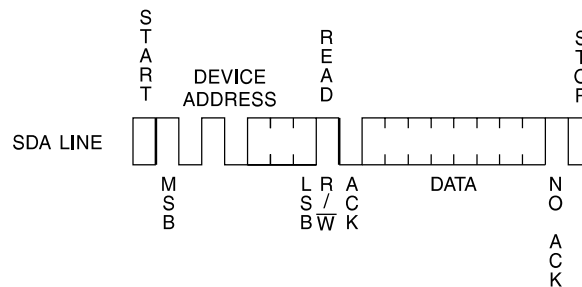 START
DEVICE
ADDRESS
READ
STOP
SDA LINE
MSB
LSB
R/W
ACK
DATA
NO ACK